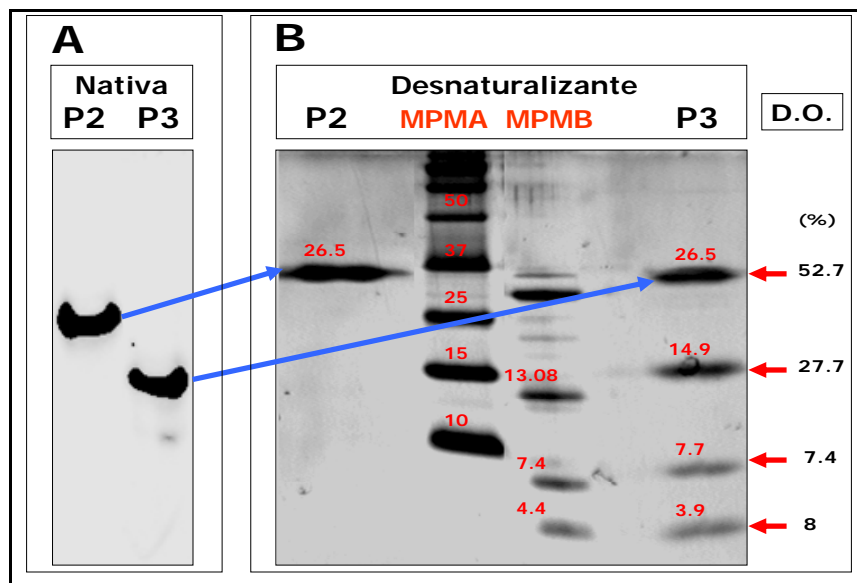 A
B
Nativa
P2 P3
Desnaturalizante
P2 MPMA MPMB P3
D.O.
(%)
50
26.5 37 26.5
52.7
25
15 14.9
13.08
27.7
10
7.4 7.7
7.4
4.4 3.9
8